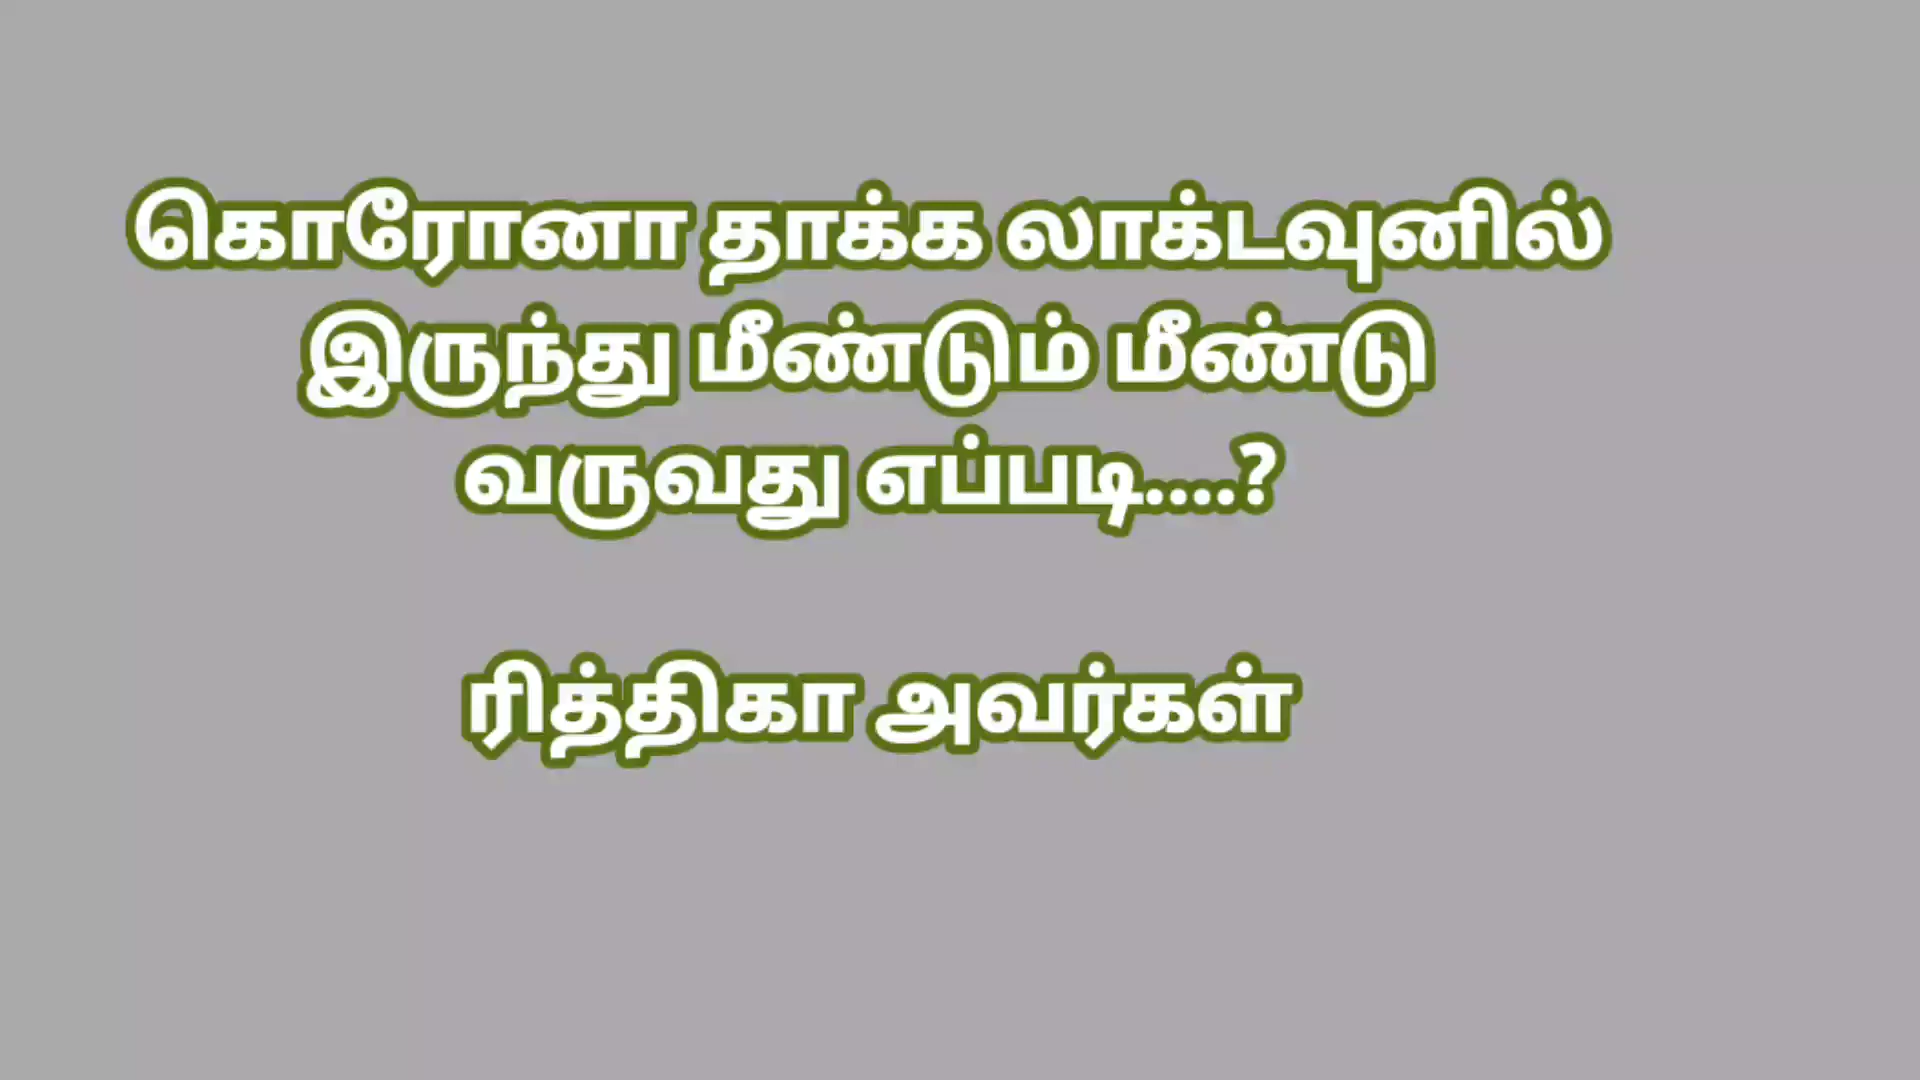 கொரோனா தாக்க லாக்டவுனில்
இருந்து மீண்டும் மீண்டு
வருவது எப்படி....?
ரித்திகா அவர்கள்